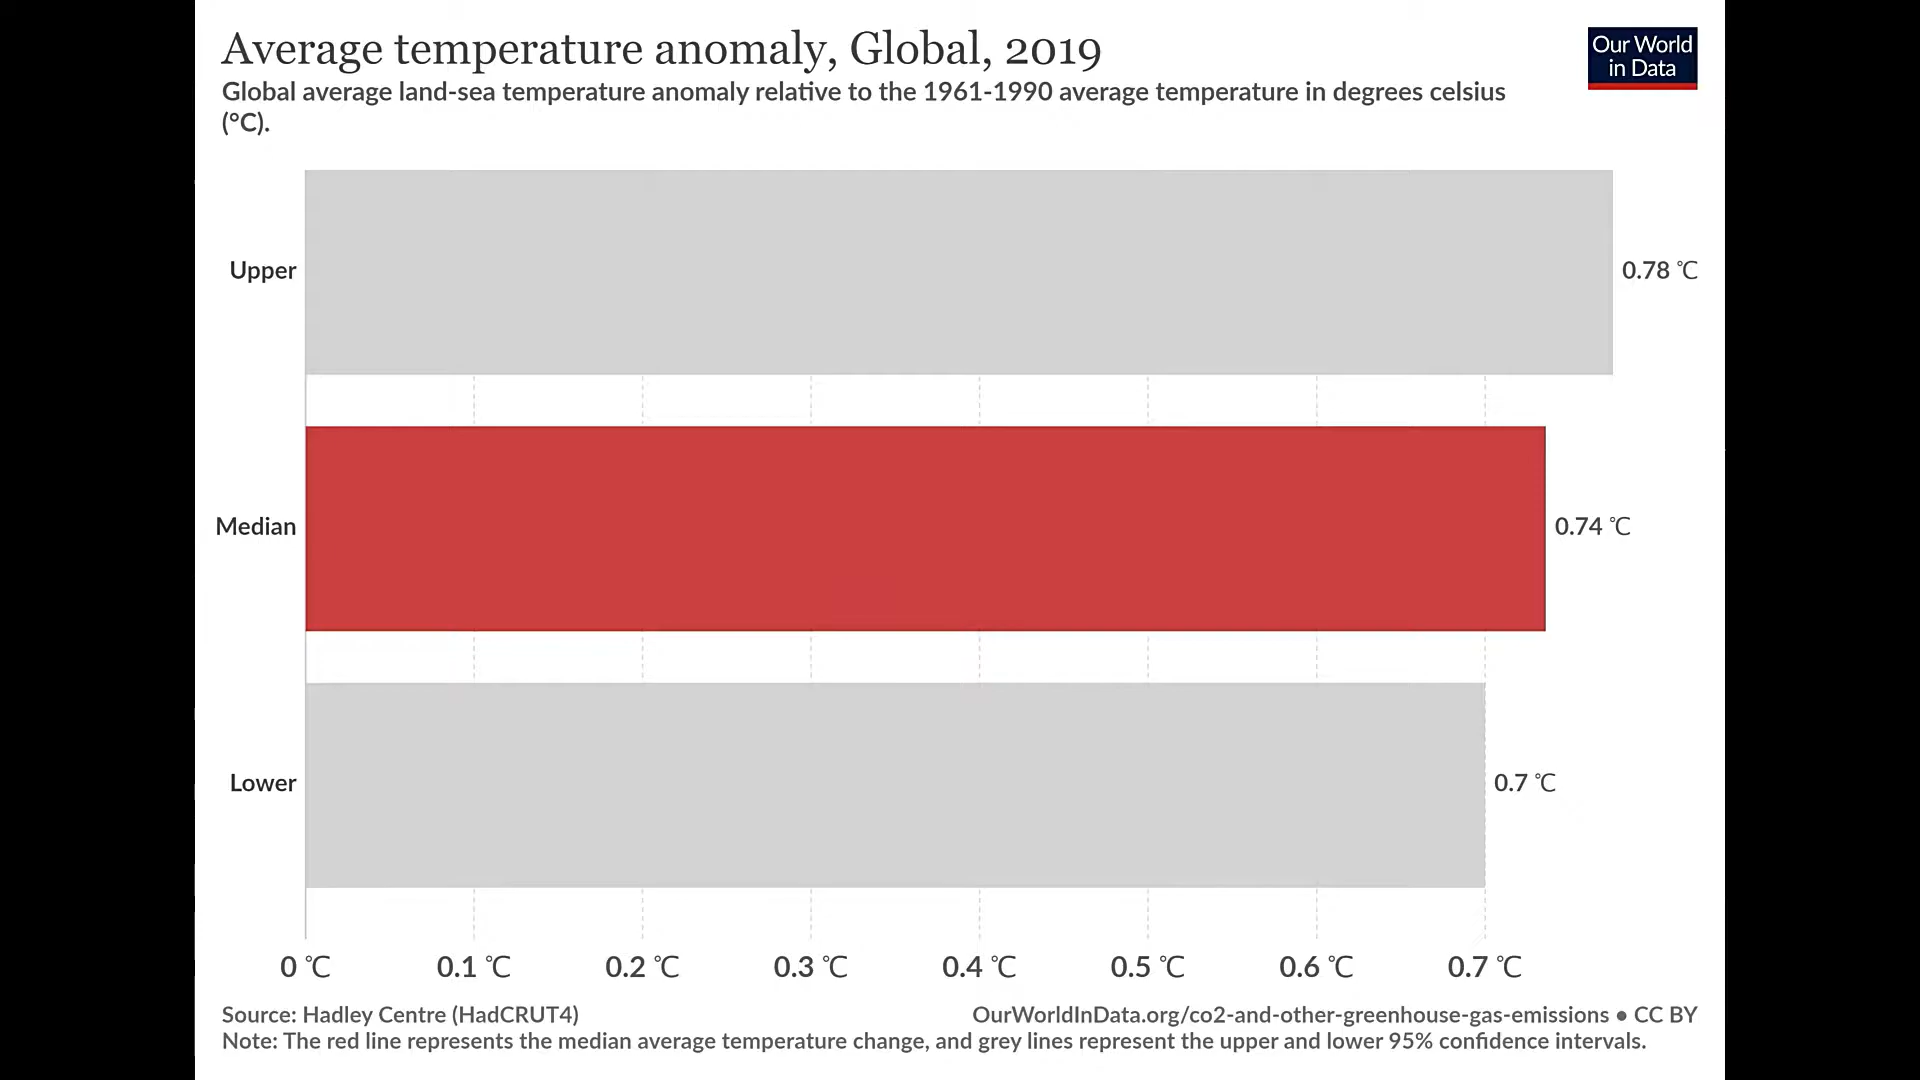 Average temperature anomaly, Global, 2019
Our World
in Data
Global average land-sea temperature anomaly relative to the 1961-1990 average temperature in degrees celsius
(°C).
Upper
0.78 ℃
Median
0.74 ℃
Lower
0.7 ℃
0 ℃ 0.1 ℃ 0.2 ℃ 0.3 ℃ 0.4 ℃ 0.5 ℃ 0.6 ℃ 0.7 ℃
Source: Hadley Centre (HadCRUT4)
OurWorldInData.org/co2-and-other-greenhouse-gas-emissions • CC BY
Note: The red line represents the median average temperature change, and grey lines represent the upper and lower 95% confidence intervals.